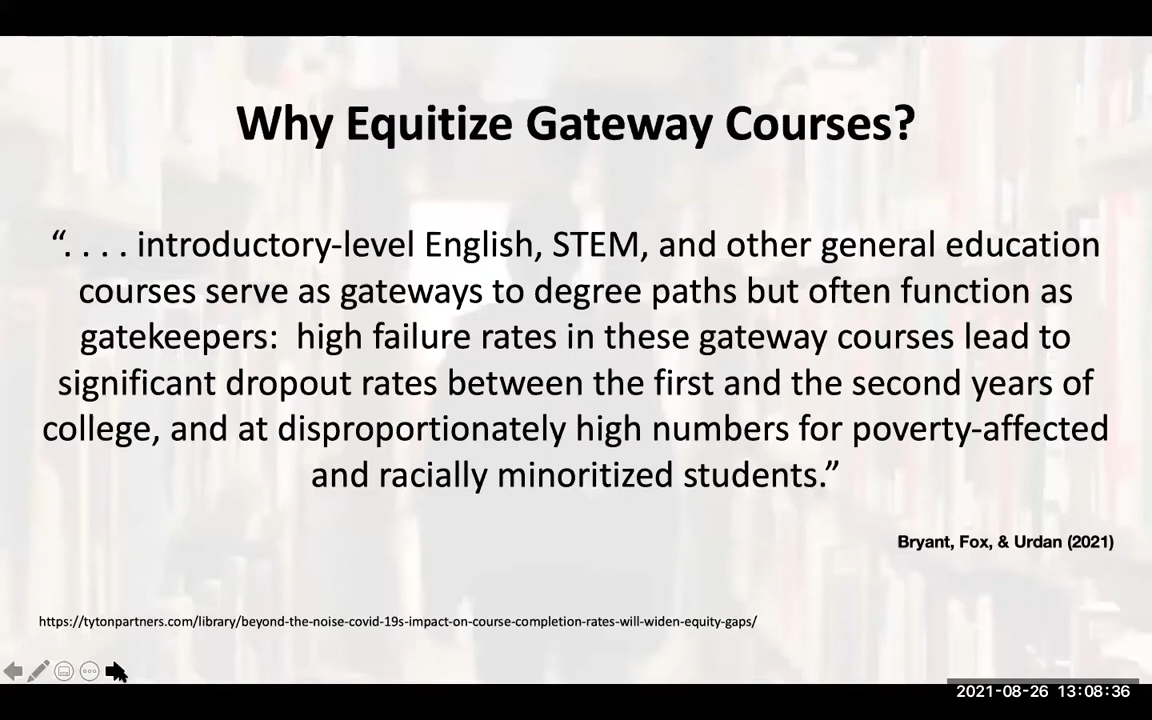 Why Equitize Gateway Courses?
“. . . . introductory-level English, STEM, and other general education
courses serve as gateways to degree paths but often function as
gatekeepers:  high failure rates in these gateway courses lead to
significant dropout rates between the first and the second years of
college, and at disproportionately high numbers for poverty-affected
and racially minoritized students.”
Bryant, Fox, & Urdan (2021)
https://tytonpartners.com/library/beyond-the-noise-covid-19s-impact-on-course-completion-rates-will-widen-equity-gaps/
2021-08-26 13:08:36